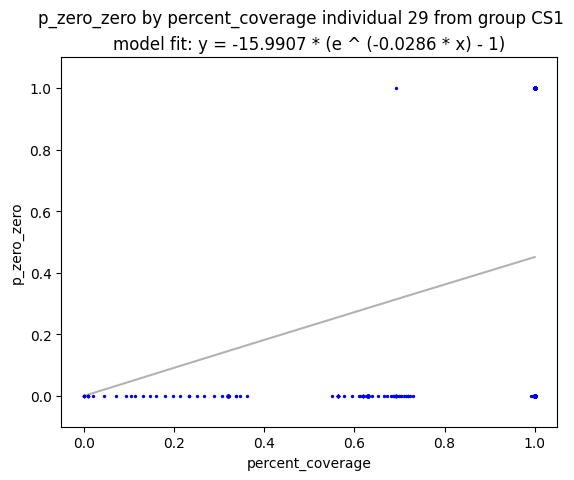 p_zero_zero by percent_coverage individual 29 from group CS1
model fit: y = -15.9907 * (e ^ (-0.0286 * x) - 1)
1.0
0.8
0.6
0.4
0.2
0.0
p_zero_zero
0.0 0.2 0.4 0.6 0.8 1.0
percent_coverage